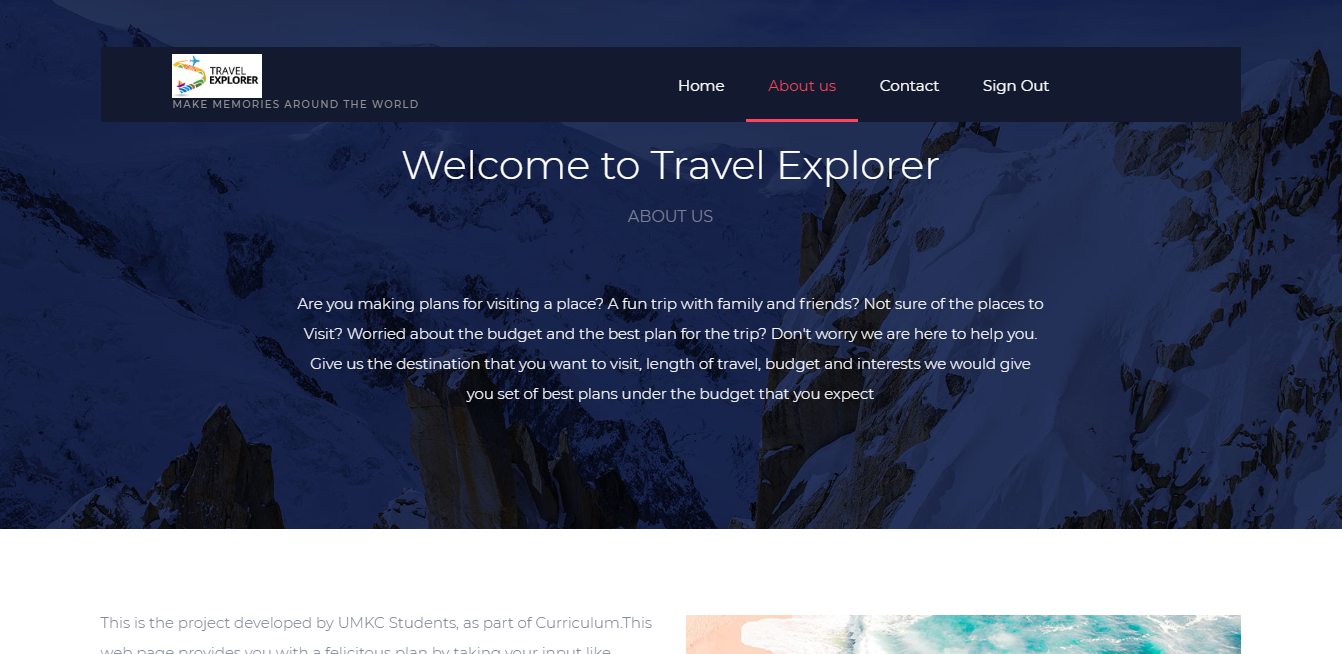 TRAVEL
EXPLORER
MAKE MEMORIES AROUND THE WORLD
Home About us Contact Sign Out
Welcome to Travel Explorer
ABOUT US
Are you making plans for visiting a place? A fun trip with family and friends? Not sure of the places to
Visit? Worried about the budget and the best plan for the trip? Don't worry we are here to help you.
Give us the destination that you want to visit, length of travel, budget and interests we would give
you set of best plans under the budget that you expect
This is the project developed by UMKC Students, as part of Curriculum.This
web page provides you with a felicitous plan by taking your input like